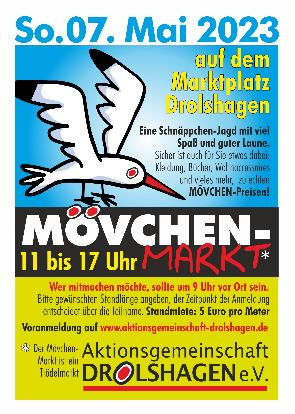 So.07. Mai 2023
auf dem
Marktplatz
Drolshagen
Eine Schnäppchen-Jagd mit viel
Spaß und guter Laune.
Sicher ist auch für Sie etwas dabei:
Kleidung, Bücher, Wohnaccessoires
und vieles mehr, zu echten
MÖVCHEN-Preisen!
MÖVCHEN-
11 bis 17 Uhr MARKT*
Wer mitmachen möchte, sollte um 9 Uhr vor Ort sein.
Bitte gewünschten Standlänge angeben, der Zeitpunkt der Anmeldung
entscheidet über die Teilnahme. Standmiete: 5 Euro pro Meter
Voranmeldung auf www.aktionsgemeinschaft-drolshagen.de
* Der Mövchen-
Markt ist ein
Trödelmarkt
Aktionsgemeinschaft
DROLSHAGEN e.V.